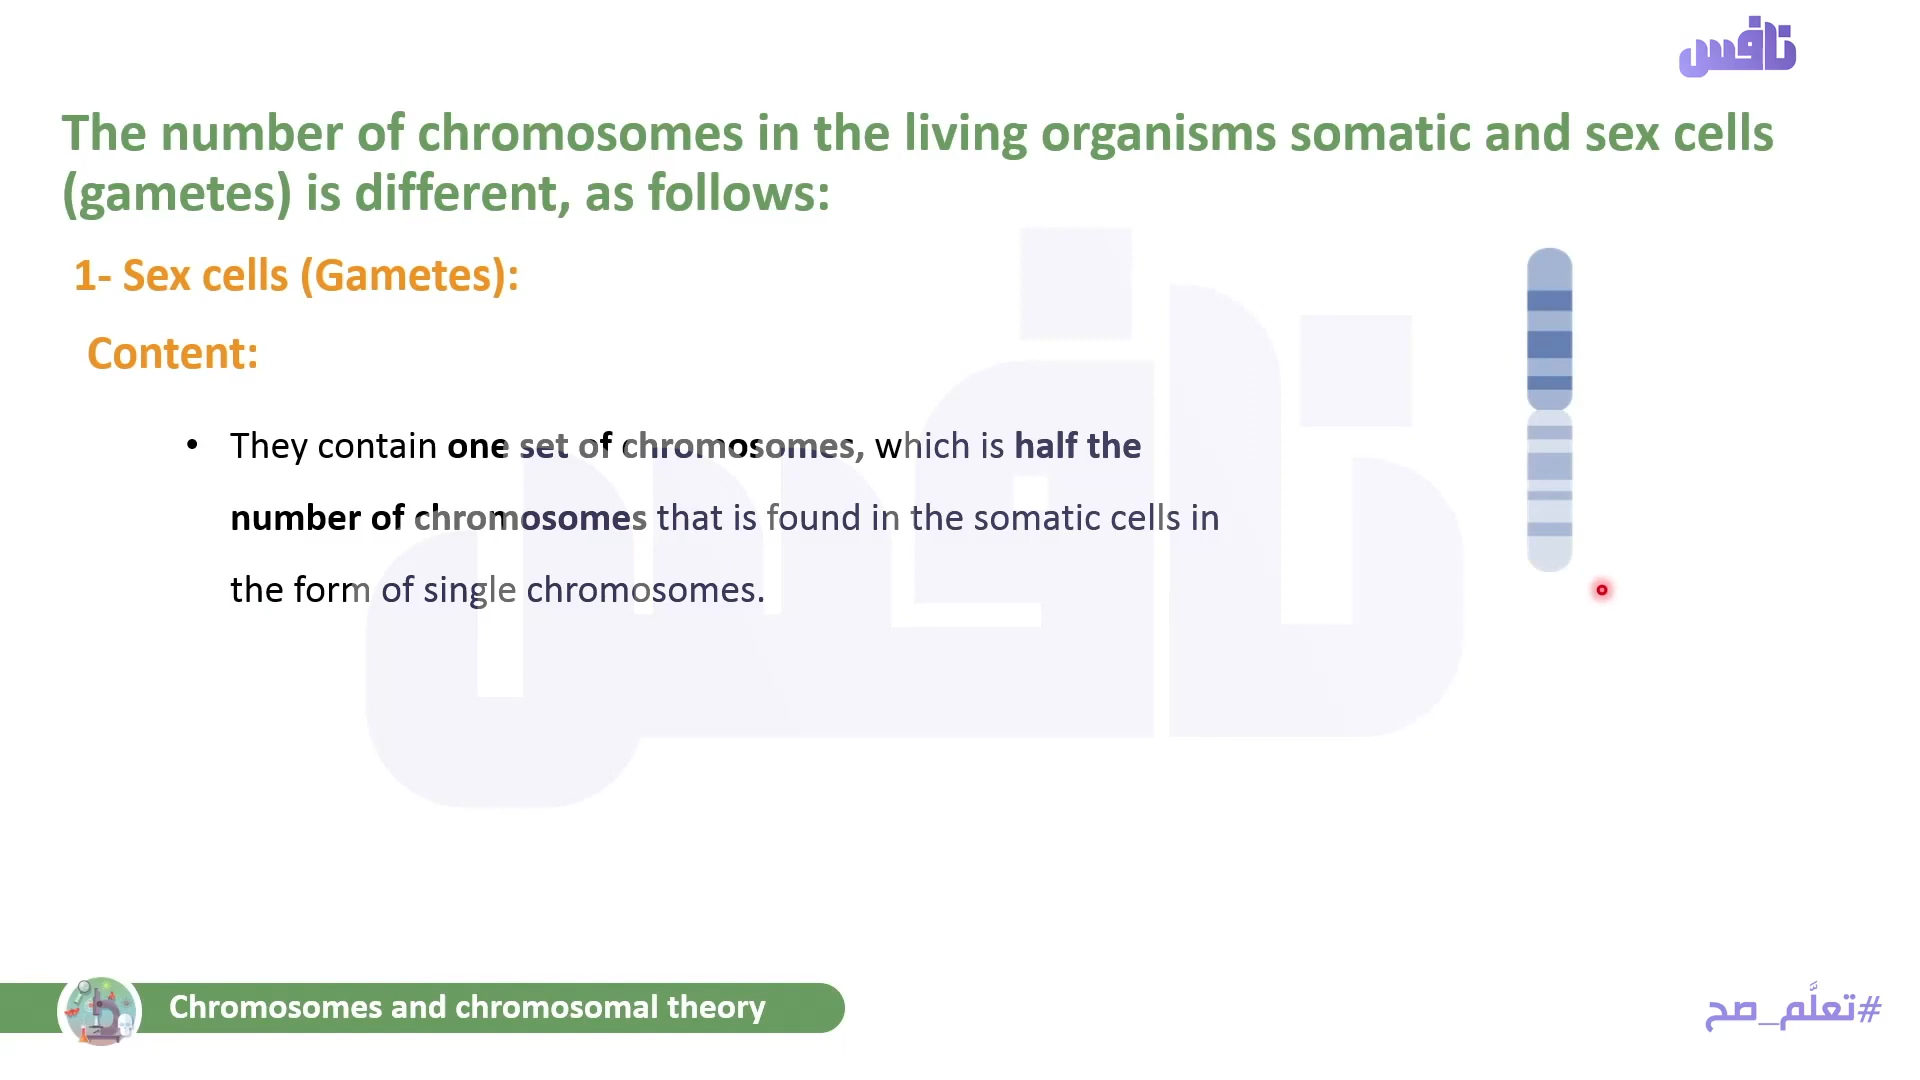 نافس
The number of chromosomes in the living organisms somatic and sex cells
(gametes) is different, as follows:
1- Sex cells (Gametes):
Content:
• They contain one set of chromosomes, which is half the
number of chromosomes that is found in the somatic cells in
the form of single chromosomes.
Chromosomes and chromosomal theory
#تعلَّم_صح